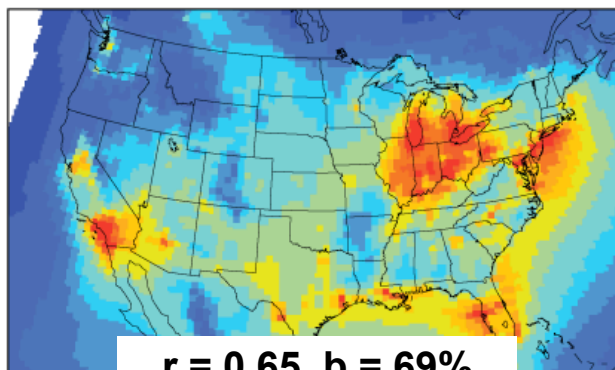 r = 0.65, b = 69%